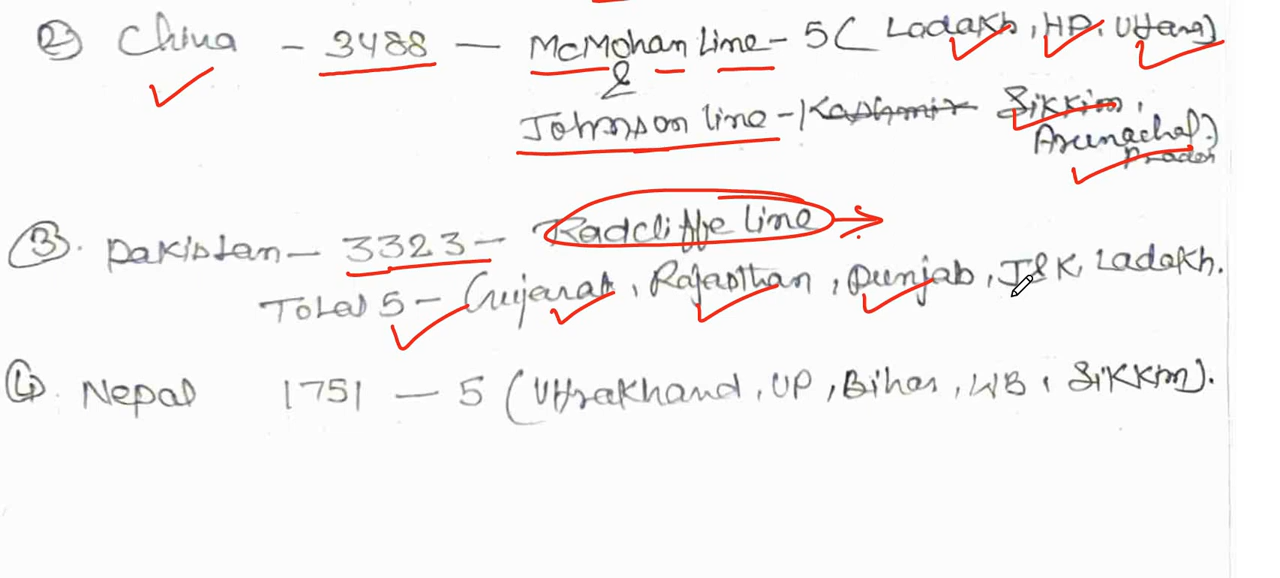 ② China - 3488 - McMohan Line - 5 ( Ladakh, HP, Uttara)
&
Johnson line - Kashmir Sikkim,
Arunachal)
Pradesh
③. Pakistan - 3323 - Radcliffe line
Total 5 - Gujarat, Rajasthan, Punjab, J&K, Ladakh.
④. Nepal 1751 - 5 (Uttrakhand, UP, Bihar, WB, Sikkim).